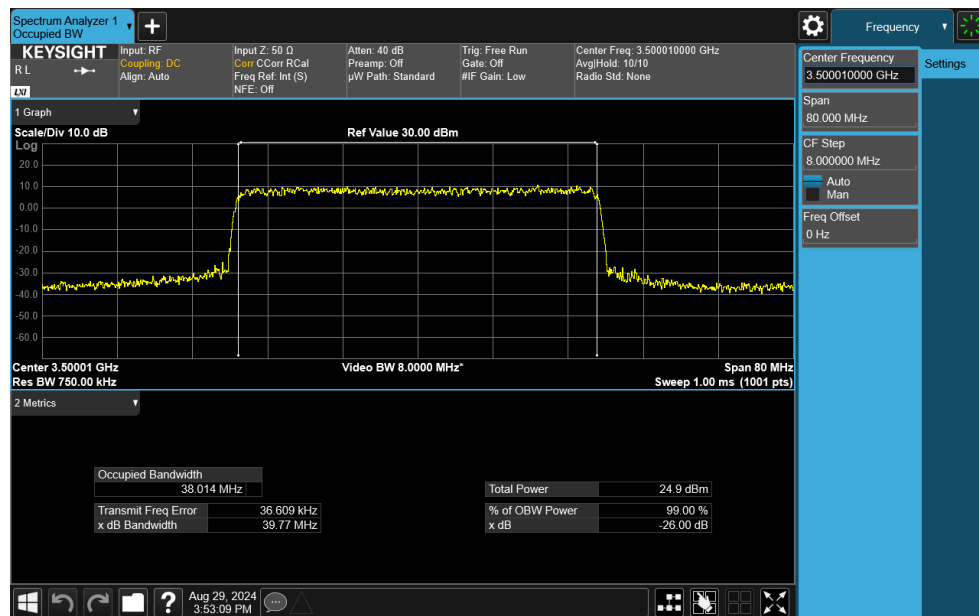 Spectrum Analyzer 1
Occupied BW
+
Frequency
KEYSIGHT
R L
LXI
Input: RF
Coupling: DC
Align: Auto
Input Z: 50 Ω
Corr CCorr RCal
Freq Ref: Int (S)
NFE: Off
Atten: 40 dB
Preamp: Off
µW Path: Standard
Trig: Free Run
Gate: Off
#IF Gain: Low
Center Freq: 3.500010000 GHz
Avg|Hold: 10/10
Radio Std: None
Center Frequency
3.500010000 GHz
Settings
Span
80.000 MHz
CF Step
8.000000 MHz
Auto
Man
Freq Offset
0 Hz
1 Graph
Scale/Div 10.0 dB
Ref Value 30.00 dBm
Log
20.0
10.0
0.00
-10.0
-20.0
-30.0
-40.0
-50.0
-60.0
Center 3.50001 GHz
Video BW 8.0000 MHz*
Span 80 MHz
Res BW 750.00 kHz
Sweep 1.00 ms (1001 pts)
2 Metrics
Occupied Bandwidth
38.014 MHz
Total Power 24.9 dBm
Transmit Freq Error 36.609 kHz
% of OBW Power 99.00 %
x dB Bandwidth 39.77 MHz
x dB -26.00 dB
?
Aug 29, 2024
3:53:09 PM